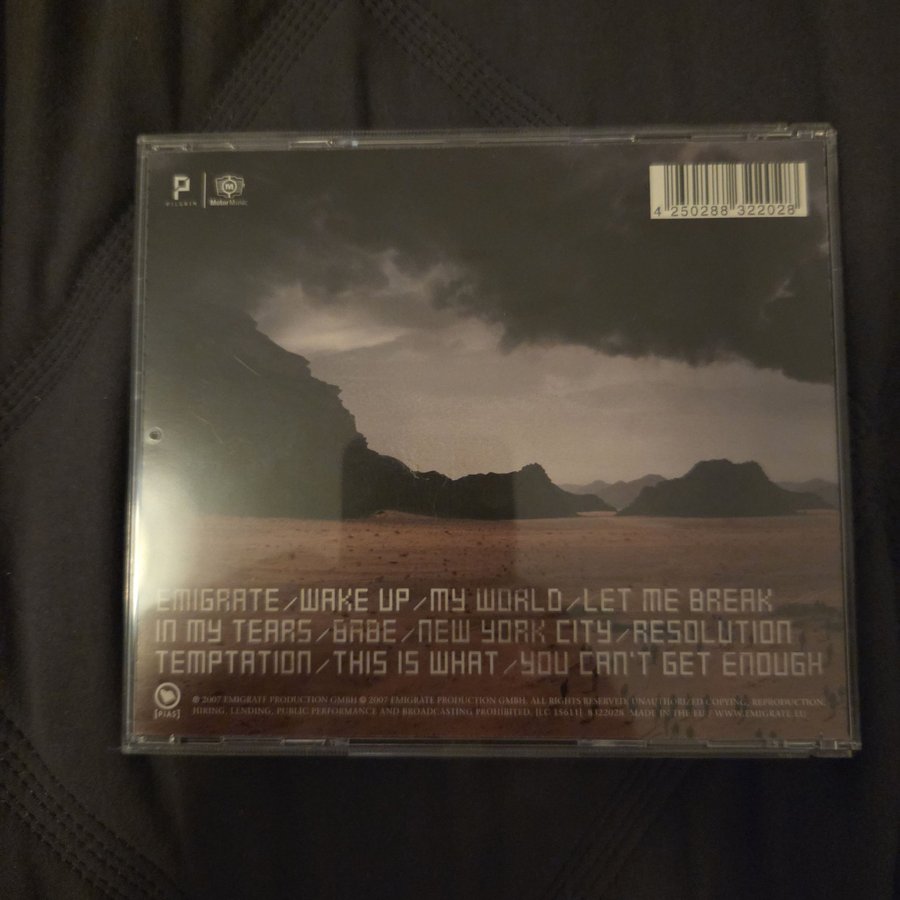 P
PILGRIM
M
MotorMusic
4 250288 322028
EMIGRATE/WAKE UP/MY WORLD/LET ME BREAK
IN MY TEARS/BABE/NEW YORK CITY/RESOLUTION
TEMPTATION/THIS IS WHAT/YOU CAN'T GET ENOUGH
[PIAS]
℗ 2007 EMIGRATE PRODUCTION GMBH © 2007 EMIGRATE PRODUCTION GMBH. ALL RIGHTS RESERVED. UNAUTHORIZED COPYING, REPRODUCTION,
HIRING, LENDING, PUBLIC PERFORMANCE AND BROADCASTING PROHIBITED. [LC 15611] 8322028 MADE IN THE EU / WWW.EMIGRATE.EU